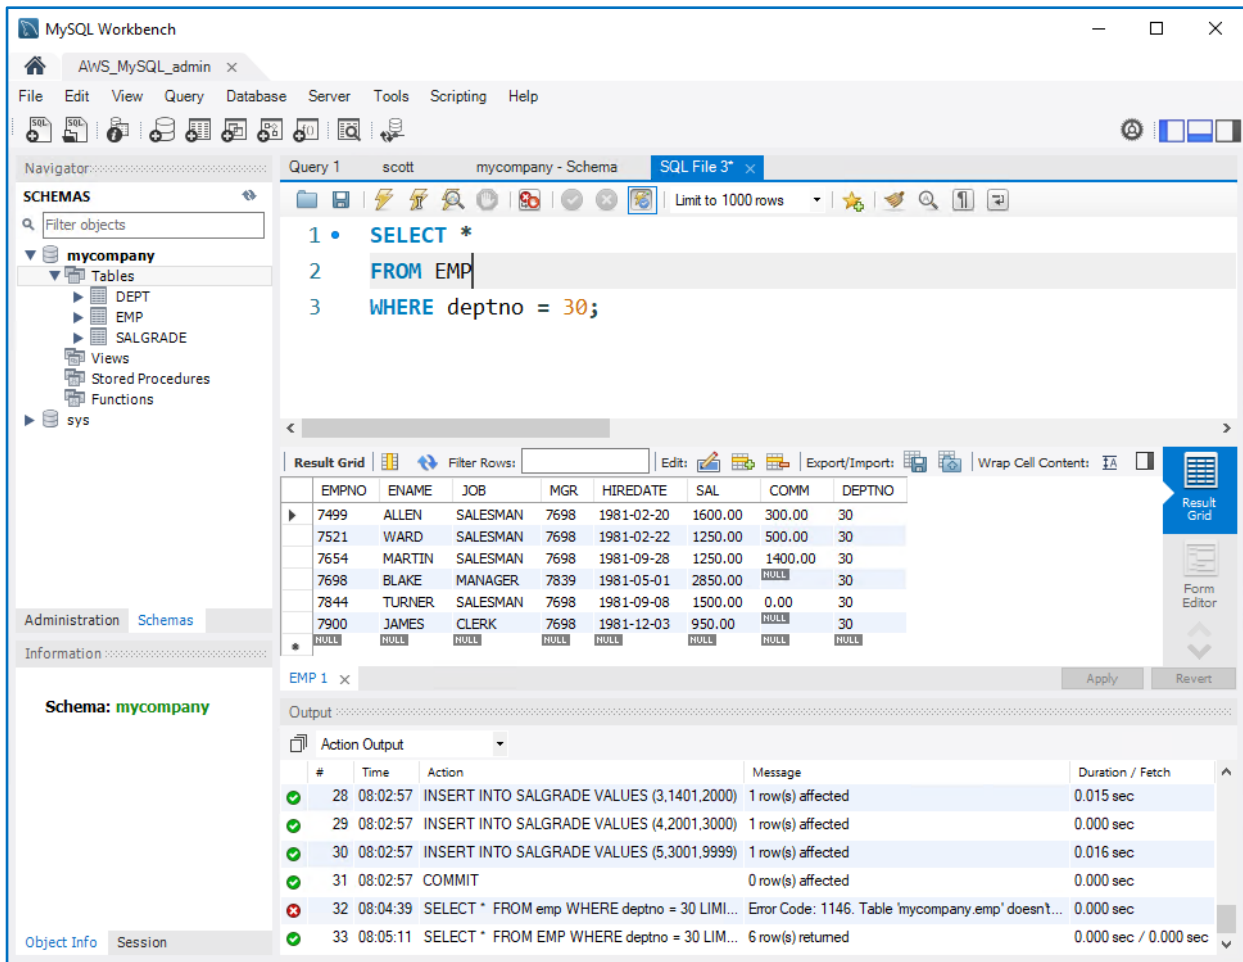 MySQL Workbench
AWS_MySQL_admin
File Edit View Query Database Server Tools Scripting Help
Navigator
SCHEMAS
Filter objects
mycompany
Tables
DEPT
EMP
SALGRADE
Views
Stored Procedures
Functions
sys
Administration Schemas
Information
Schema: mycompany
Object Info Session
Query 1 scott mycompany - Schema SQL File 3*
Limit to 1000 rows
1 SELECT *
2 FROM EMP
3 WHERE deptno = 30;
Result Grid Filter Rows: Edit: Export/Import: Wrap Cell Content:
EMPNO ENAME JOB MGR HIREDATE SAL COMM DEPTNO
7499 ALLEN SALESMAN 7698 1981-02-20 1600.00 300.00 30
7521 WARD SALESMAN 7698 1981-02-22 1250.00 500.00 30
7654 MARTIN SALESMAN 7698 1981-09-28 1250.00 1400.00 30
7698 BLAKE MANAGER 7839 1981-05-01 2850.00 NULL 30
7844 TURNER SALESMAN 7698 1981-09-08 1500.00 0.00 30
7900 JAMES CLERK 7698 1981-12-03 950.00 NULL 30
NULL NULL NULL NULL NULL NULL NULL NULL
Result
Grid
Form
Editor
EMP 1 Apply Revert
Output
Action Output
# Time Action Message Duration / Fetch
28 08:02:57 INSERT INTO SALGRADE VALUES (3,1401,2000) 1 row(s) affected 0.015 sec
29 08:02:57 INSERT INTO SALGRADE VALUES (4,2001,3000) 1 row(s) affected 0.000 sec
30 08:02:57 INSERT INTO SALGRADE VALUES (5,3001,9999) 1 row(s) affected 0.016 sec
31 08:02:57 COMMIT 0 row(s) affected 0.000 sec
32 08:04:39 SELECT * FROM emp WHERE deptno = 30 LIMI... Error Code: 1146. Table 'mycompany.emp' doesn't... 0.000 sec
33 08:05:11 SELECT * FROM EMP WHERE deptno = 30 LIM... 6 row(s) returned 0.000 sec / 0.000 sec